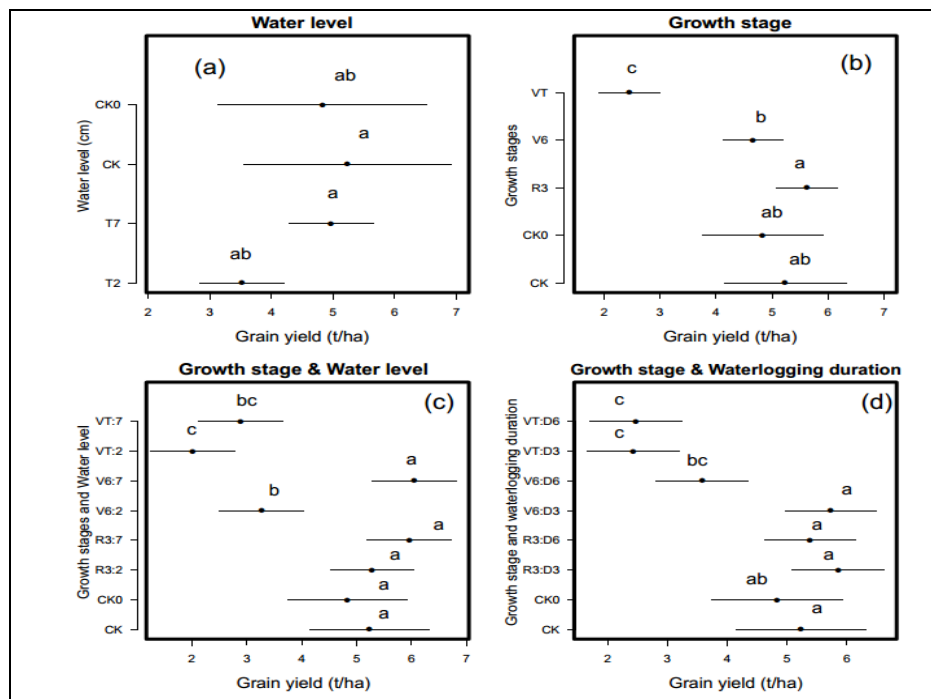 Water level
(a)
Water level (cm)
CK0
CK
T7
T2
ab
a
a
ab
2 3 4 5 6 7
Grain yield (t/ha)
Growth stage
(b)
Growth stages
VT
V6
R3
CK0
CK
c
b
a
ab
ab
2 3 4 5 6 7
Grain yield (t/ha)
Growth stage & Water level
(c)
Growth stages and Water level
VT:7
VT:2
V6:7
V6:2
R3:7
R3:2
CK0
CK
bc
c
a
b
a
a
a
a
2 3 4 5 6 7
Grain yield (t/ha)
Growth stage & Waterlogging duration
(d)
Growth stage and waterlogging duration
VT:D6
VT:D3
V6:D6
V6:D3
R3:D6
R3:D3
CK0
CK
c
c
bc
a
a
a
ab
a
2 3 4 5 6
Grain yield (t/ha)